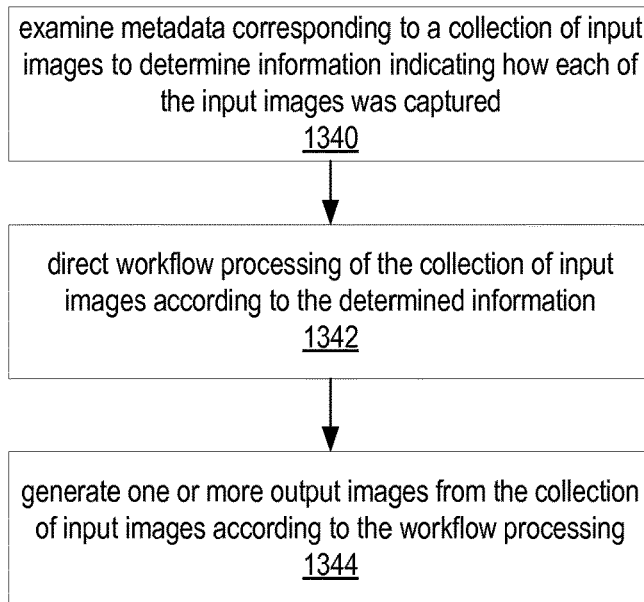 examine metadata corresponding to a collection of input
images to determine information indicating how each of
the input images was captured
1340
direct workflow processing of the collection of input
images according to the determined information
1342
generate one or more output images from the collection
of input images according to the workflow processing
1344